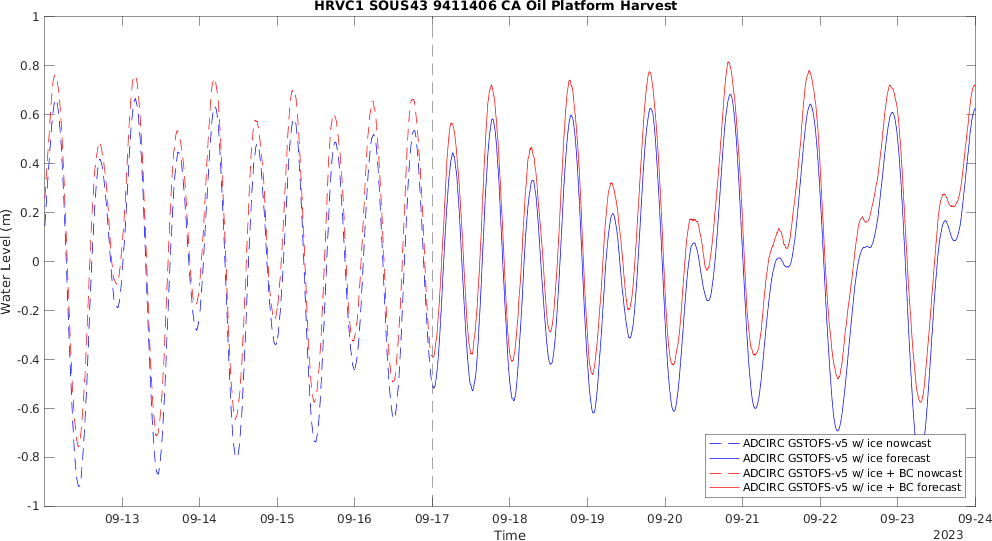 HRVC1 SOUS43 9411406 CA Oil Platform Harvest
1
0.8
0.6
0.4
0.2
0
-0.2
-0.4
-0.6
-0.8
-1
Water Level (m)
ADCIRC GSTOFS-v5 w/ ice nowcast
ADCIRC GSTOFS-v5 w/ ice forecast
ADCIRC GSTOFS-v5 w/ ice + BC nowcast
ADCIRC GSTOFS-v5 w/ ice + BC forecast
09-13 09-14 09-15 09-16 09-17 09-18 09-19 09-20 09-21 09-22 09-23 09-24
Time
2023